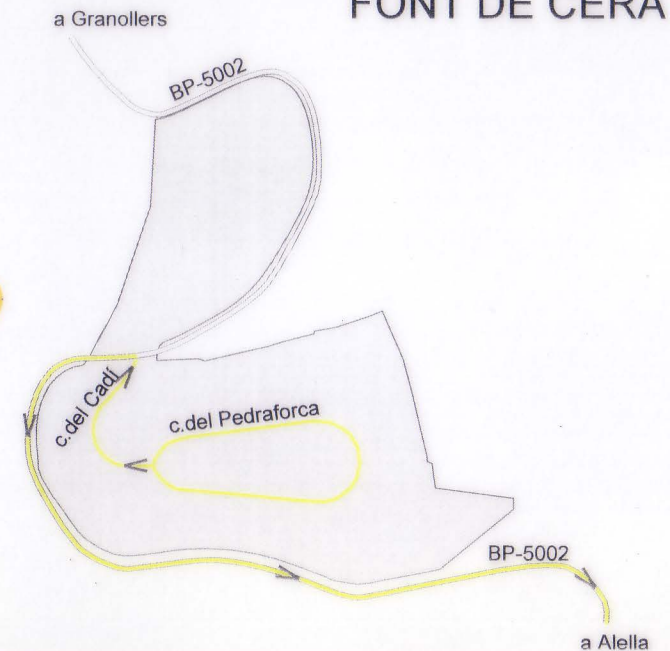 FONT DE CERA
a Granollers
BP-5002
c.del Cadí
c.del Pedraforca
BP-5002
a Alella